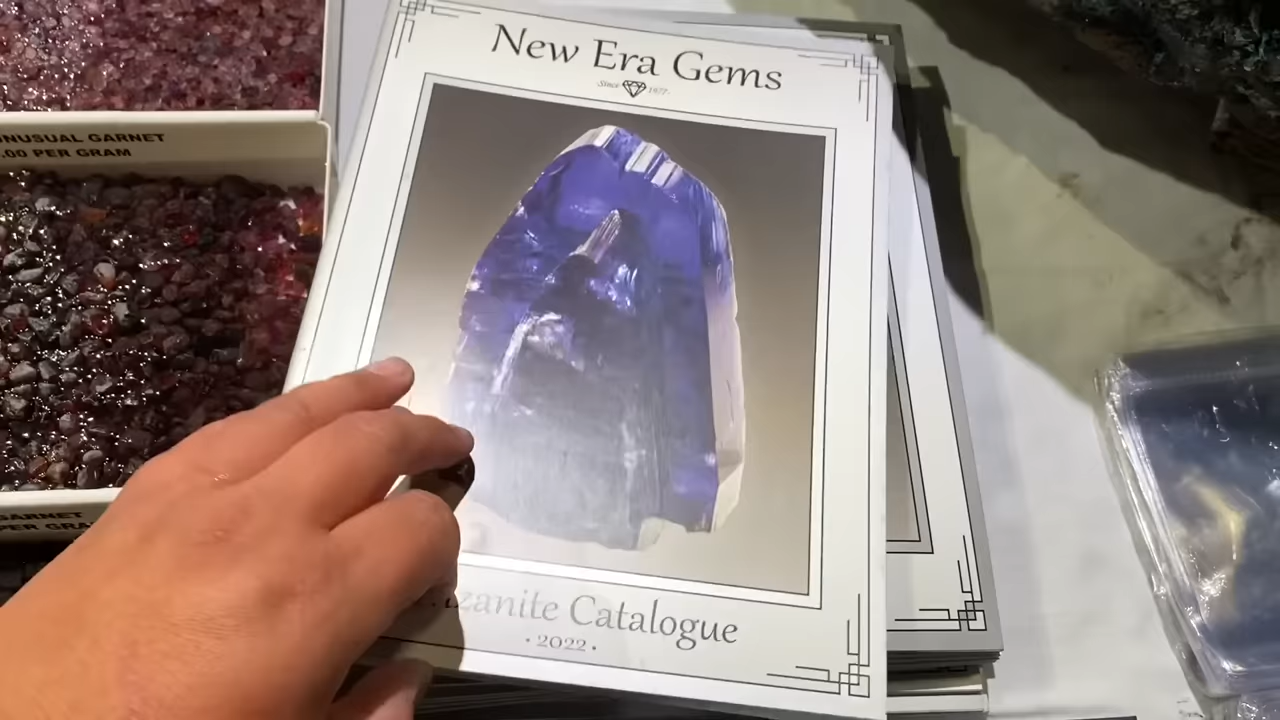 UNUSUAL GARNET
.00 PER GRAM
GARNET
PER GRA
New Era Gems
Since 1977
zanite Catalogue
· 2022 ·